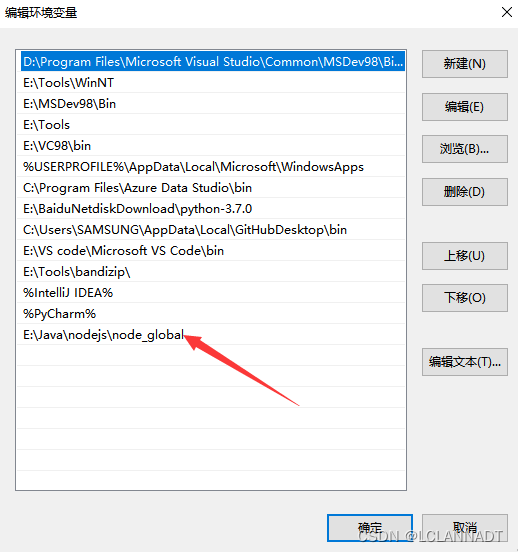 编辑环境变量
D:\Program Files\Microsoft Visual Studio\Common\MSDev98\Bi...
新建(N)
E:\Tools\WinNT
E:\MSDev98\Bin
编辑(E)
E:\Tools
E:\VC98\bin
浏览(B)...
%USERPROFILE%\AppData\Local\Microsoft\WindowsApps
C:\Program Files\Azure Data Studio\bin
删除(D)
E:\BaiduNetdiskDownload\python-3.7.0
C:\Users\SAMSUNG\AppData\Local\GitHubDesktop\bin
E:\VS code\Microsoft VS Code\bin
上移(U)
E:\Tools\bandizip\
%IntelliJ IDEA%
下移(O)
%PyCharm%
E:\Java\nodejs\node_global
编辑文本(T)...
确定
取消
CSDN @LCLANNADT